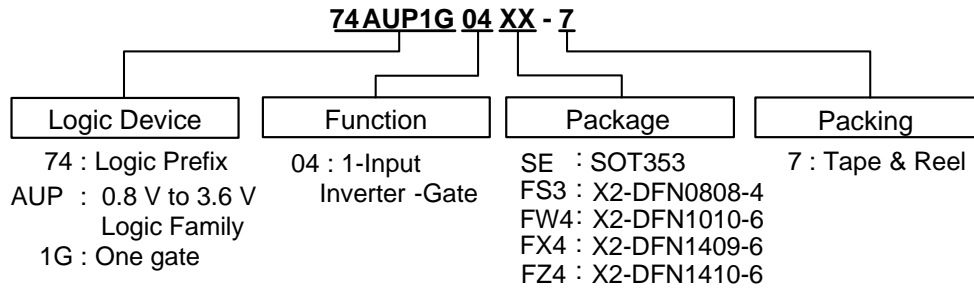 74AUP1G 04 XX - 7
Logic Device
74 : Logic Prefix
AUP : 0.8 V to 3.6 V
Logic Family
1G : One gate
Function
04 : 1-Input
Inverter -Gate
Package
SE : SOT353
FS3 : X2-DFN0808-4
FW4 : X2-DFN1010-6
FX4 : X2-DFN1409-6
FZ4 : X2-DFN1410-6
Packing
7 : Tape & Reel